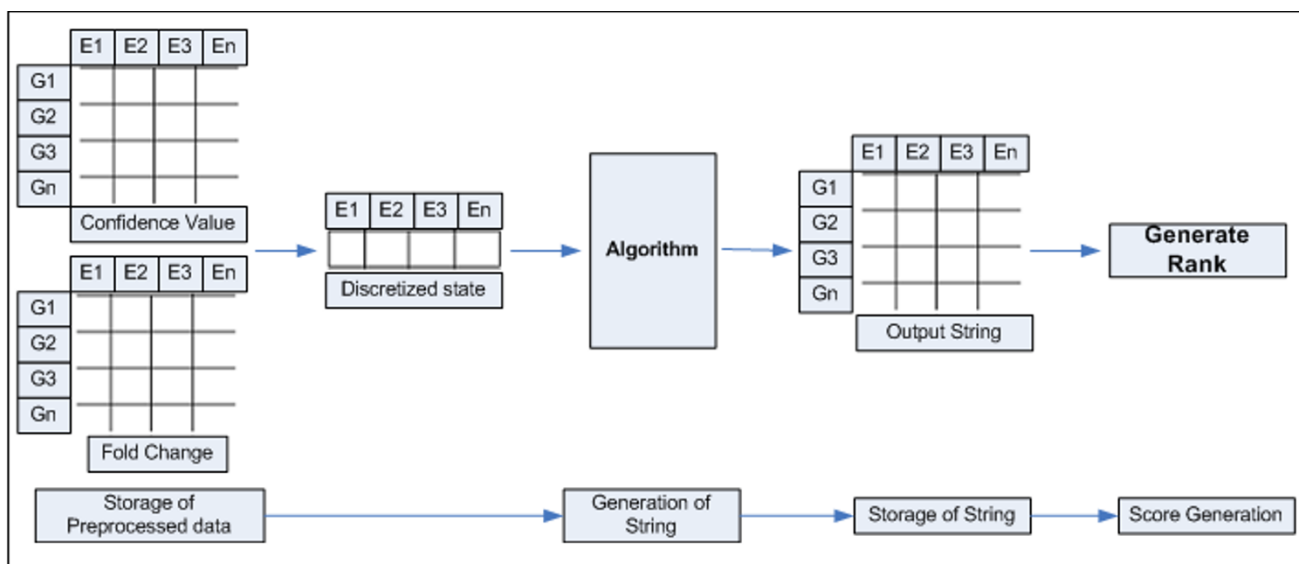 E1 E2 E3 En
G1
G2
G3
Gn
Confidence Value
E1 E2 E3 En
G1
G2
G3
Gn
Fold Change
E1 E2 E3 En
Discretized state
Algorithm
E1 E2 E3 En
G1
G2
G3
Gn
Output String
Generate
Rank
Storage of
Preprocessed data
Generation of
String
Storage of String
Score Generation